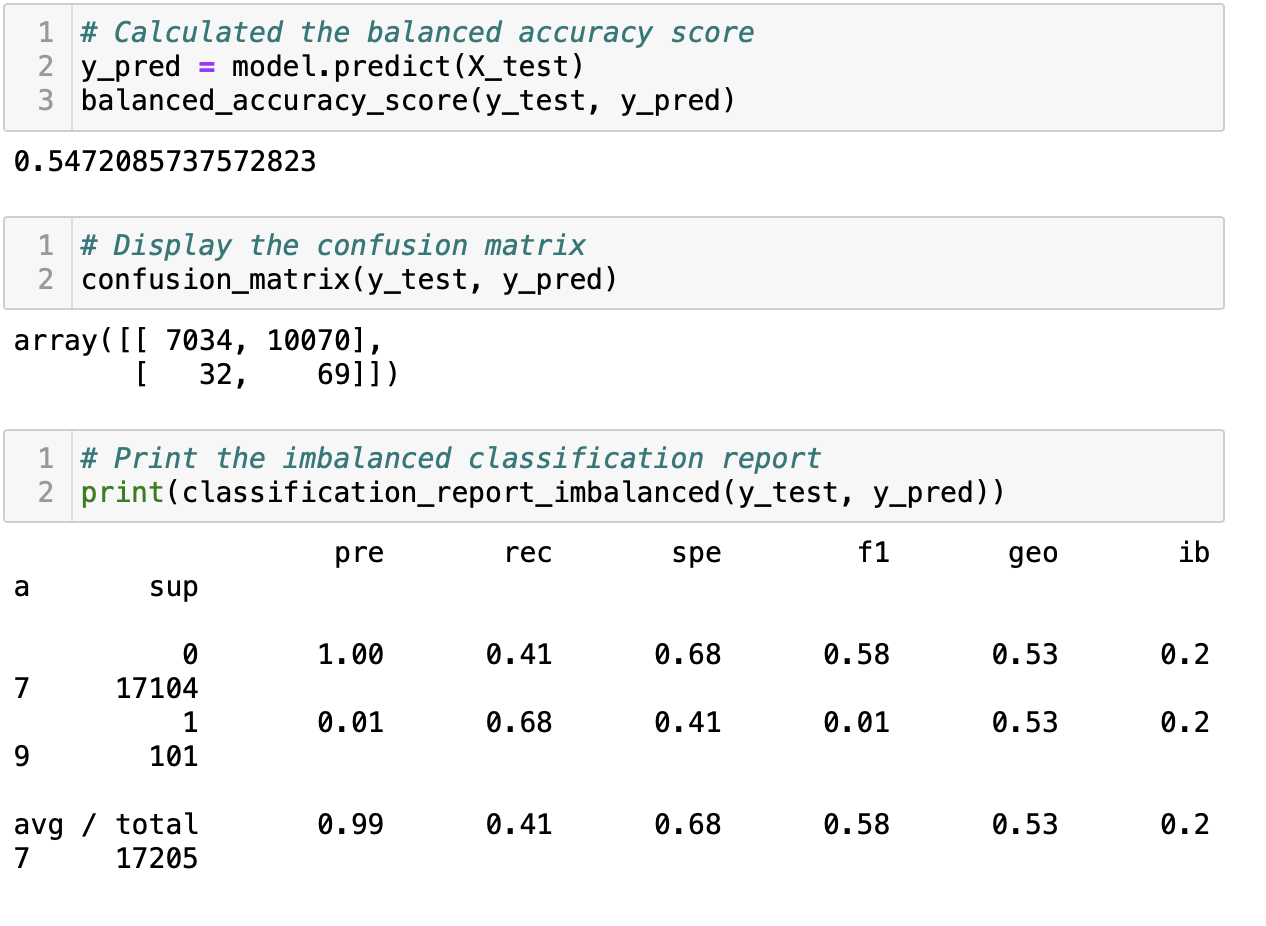 1 # Calculated the balanced accuracy score
2 y_pred = model.predict(X_test)
3 balanced_accuracy_score(y_test, y_pred)
0.5472085737572823
1 # Display the confusion matrix
2 confusion_matrix(y_test, y_pred)
array([[ 7034, 10070],
       [   32,    69]])
1 # Print the imbalanced classification report
2 print(classification_report_imbalanced(y_test, y_pred))
                   pre       rec       spe        f1       geo       ib
a       sup
          0       1.00      0.41      0.68      0.58      0.53      0.2
7     17104
          1       0.01      0.68      0.41      0.01      0.53      0.2
9       101
avg / total       0.99      0.41      0.68      0.58      0.53      0.2
7     17205